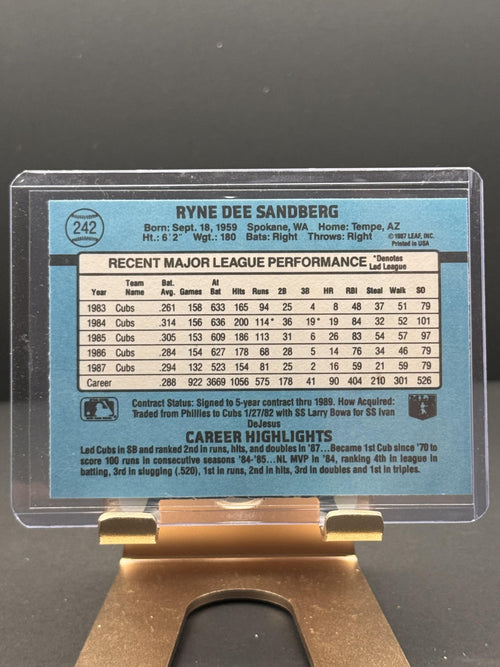 242
RYNE DEE SANDBERG
Born: Sept. 18, 1959 Spokane, WA Home: Tempe, AZ
Ht.: 6'2" Wgt.: 180 Bats: Right Throws: Right
©1987 LEAF, INC.
Printed in USA
RECENT MAJOR LEAGUE PERFORMANCE *Denotes Led League
Year Team Name Bat. Avg. Games At Bat Hits Runs 2B 3B HR RBI Steal Walk SO
1983 Cubs .261 158 633 165 94 25 4 8 48 37 51 79
1984 Cubs .314 156 636 200 114* 36 19* 19 84 32 52 101
1985 Cubs .305 153 609 186 113 31 6 26 83 54 57 97
1986 Cubs .284 154 627 178 68 28 5 14 76 34 46 79
1987 Cubs .294 132 523 154 81 25 2 16 59 21 59 79
Career .288 922 3669 1056 575 178 41 90 404 210 301 526
Contract Status: Signed to 5-year contract thru 1989. How Acquired:
Traded from Phillies to Cubs 1/27/82 with SS Larry Bowa for SS Ivan
DeJesus
CAREER HIGHLIGHTS
Led Cubs in SB and ranked 2nd in runs, hits, and doubles in '87...Became 1st Cub since '70 to
score 100 runs in consecutive seasons '84-'85...NL MVP in '84, ranking 4th in league in
batting, 3rd in slugging (.520), 1st in runs, 2nd in hits, 3rd in doubles and 1st in triples.